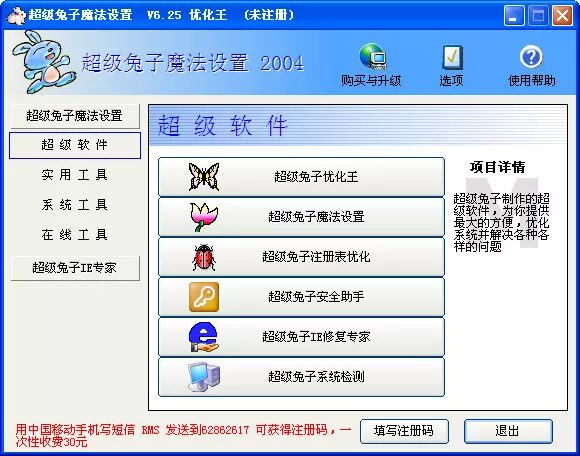 超级兔子魔法设置 V6.25 优化王 (未注册)
超级兔子魔法设置 2004
购买与升级
选项
使用帮助
超级兔子魔法设置
超 级 软 件
实 用 工 具
系 统 工 具
在 线 工 具
超级兔子IE专家
超 级 软 件
超级兔子优化王
超级兔子魔法设置
超级兔子注册表优化
超级兔子安全助手
超级兔子IE修复专家
超级兔子系统检测
项目详情
超级兔子制作的超
级软件，为你提供
最大的方便，优化
系统并解决各种各
样的问题
用中国移动手机写短信 RMS 发送到62862617 可获得注册码，一
次性收费30元
填写注册码
退出